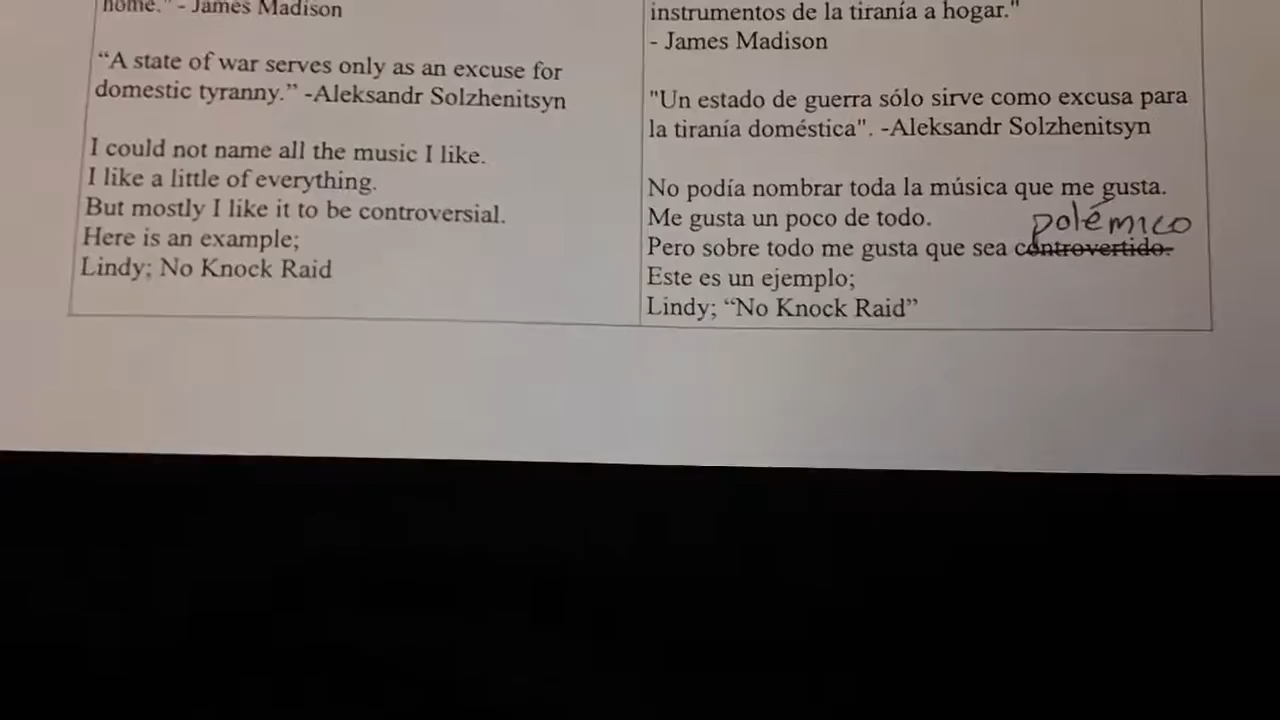 home." - James Madison
“A state of war serves only as an excuse for
domestic tyranny.” -Aleksandr Solzhenitsyn
I could not name all the music I like.
I like a little of everything.
But mostly I like it to be controversial.
Here is an example;
Lindy; No Knock Raid
instrumentos de la tiranía a hogar."
- James Madison
"Un estado de guerra sólo sirve como excusa para
la tiranía doméstica". -Aleksandr Solzhenitsyn
No podía nombrar toda la música que me gusta.
Me gusta un poco de todo.
polémico
Pero sobre todo me gusta que sea controvertido.
Este es un ejemplo;
Lindy; “No Knock Raid”